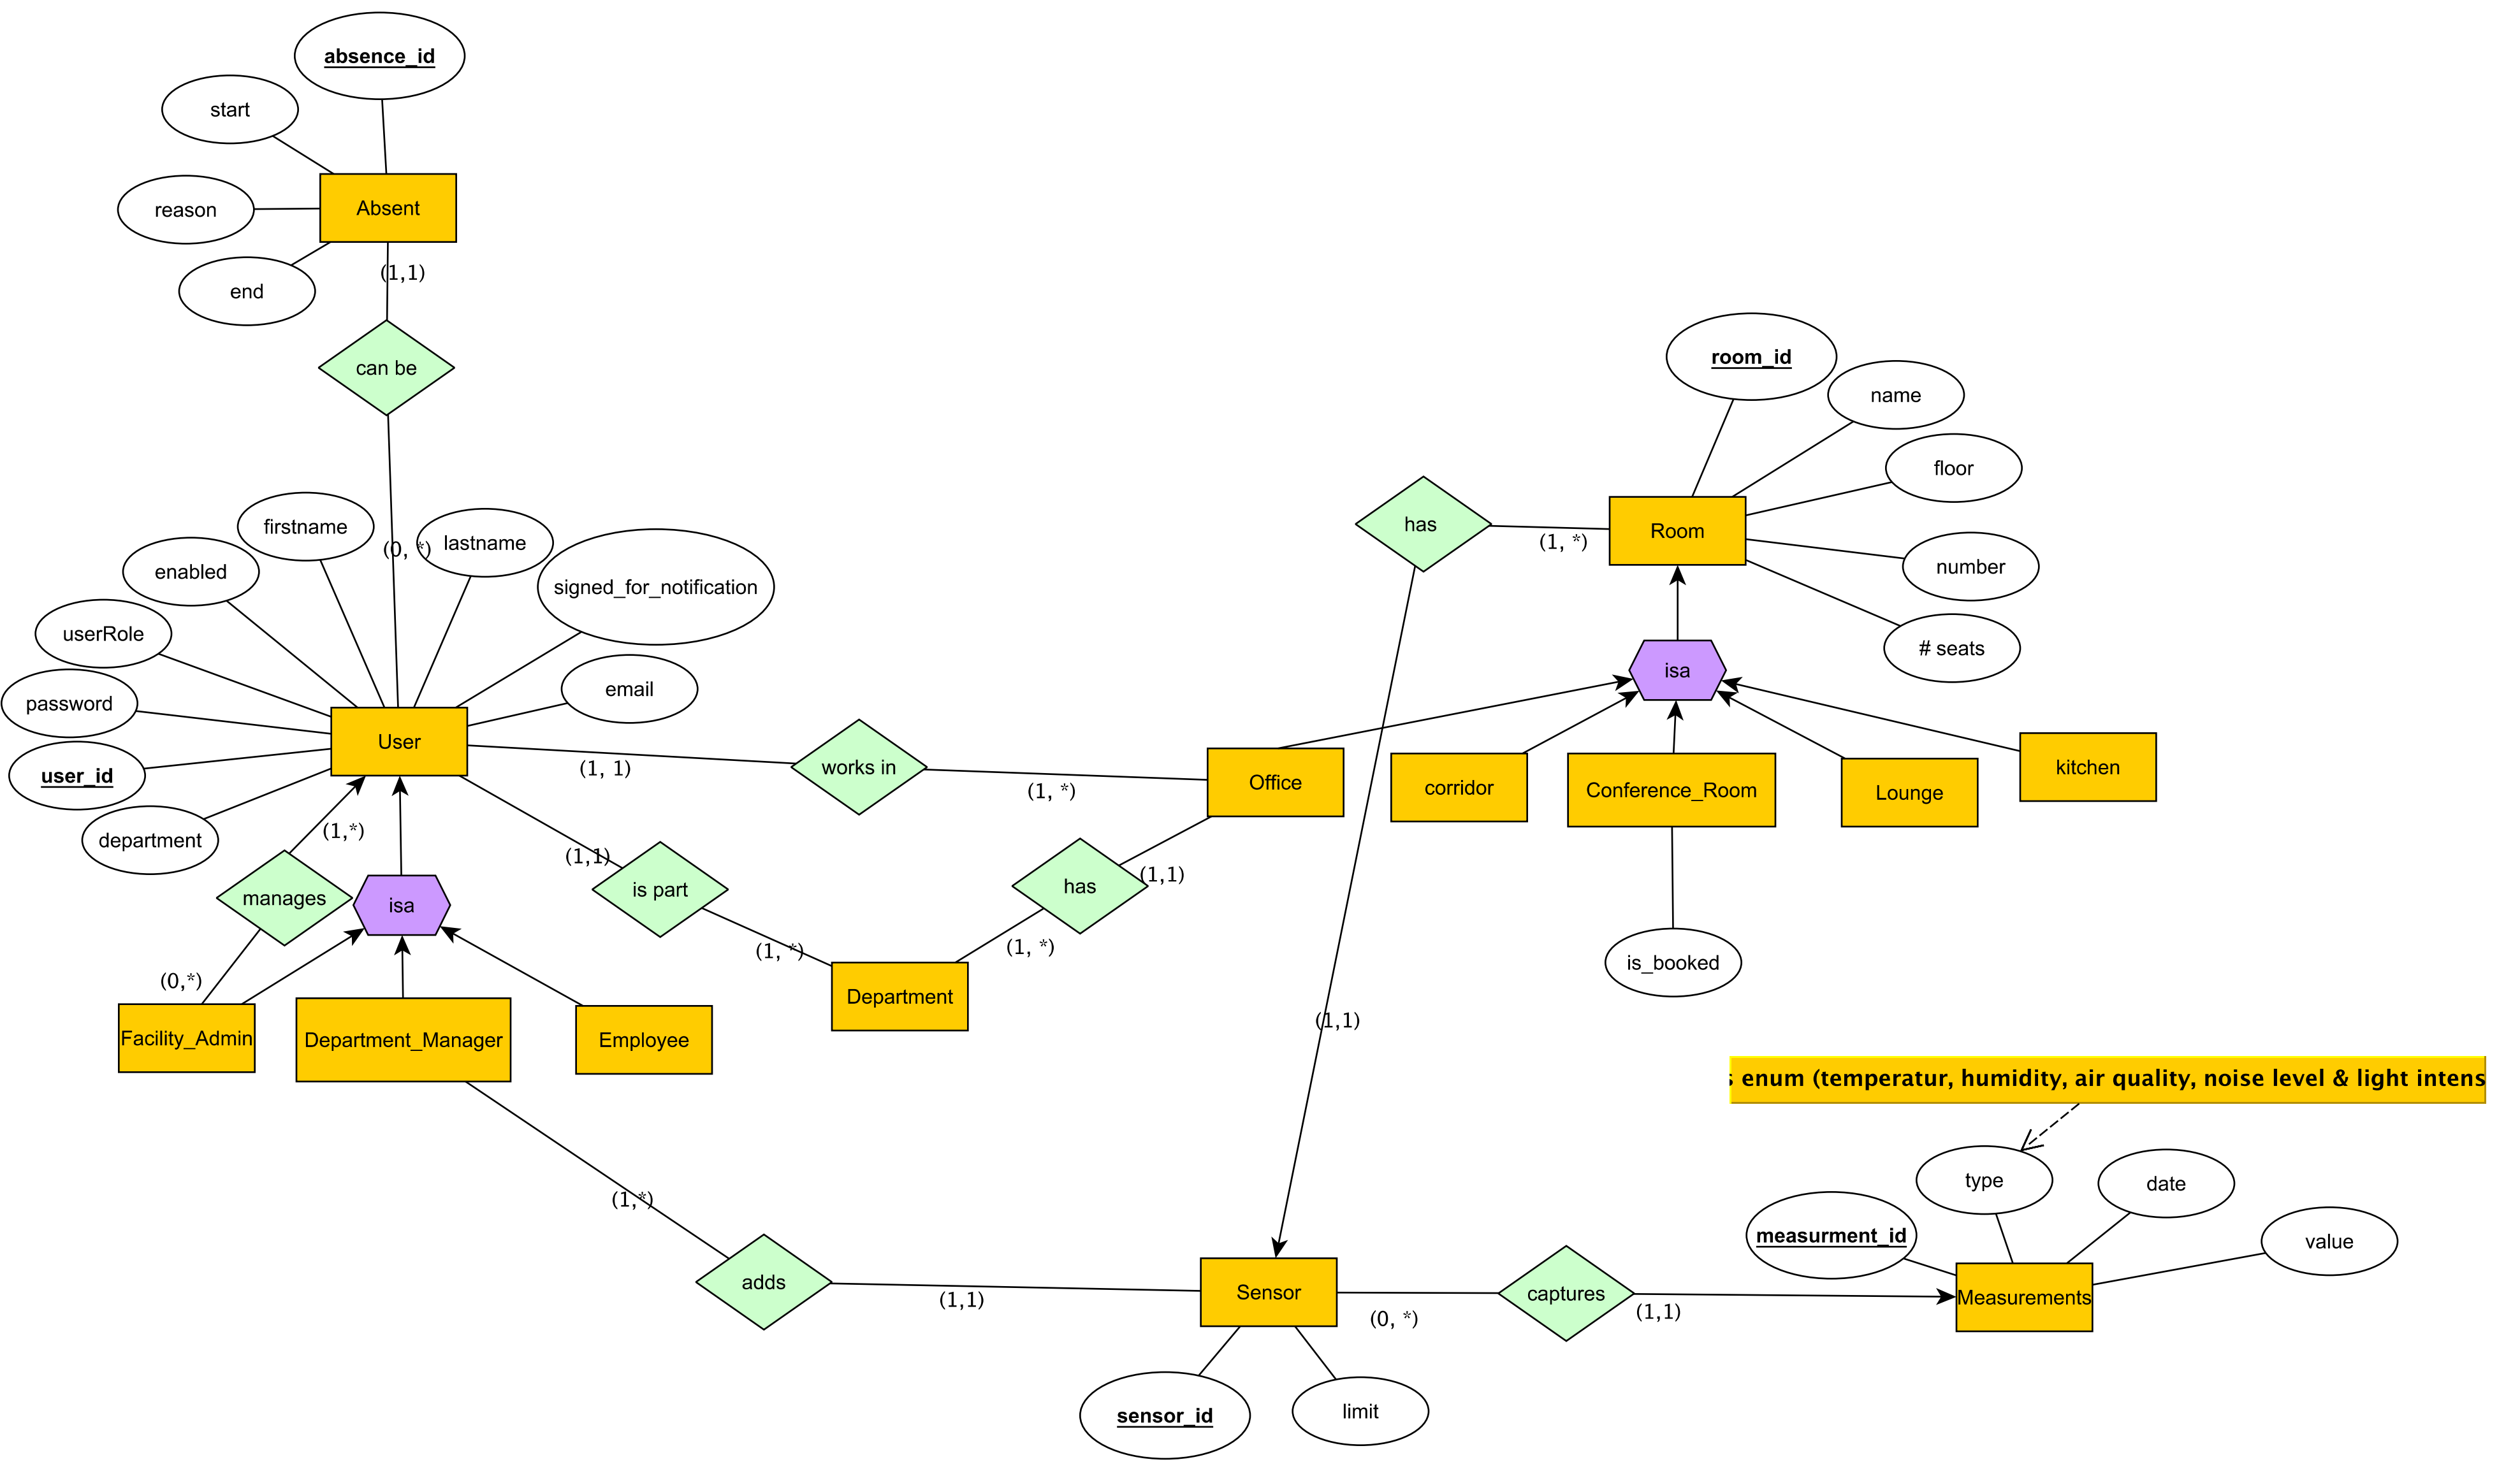 absence_id
start
reason
Absent
end
(1,1)
can be
room_id
name
floor
has
Room
(1, *)
number
# seats
firstname
lastname
(0, *)
enabled
signed_for_notification
userRole
email
password
User
user_id
department
isa
works in
(1, 1)
(1, *)
Office
corridor
Conference_Room
Lounge
kitchen
(1,*)
(1,1)
manages
isa
is part
has
(1,1)
(1, *)
(1, *)
(0,*)
Department
is_booked
Facility_Admin
Department_Manager
Employee
(1,1)
enum (temperatur, humidity, air quality, noise level & light intens
type
date
(1,*)
measurment_id
value
adds
(1,1)
Sensor
(0, *)
captures
(1,1)
Measurements
sensor_id
limit